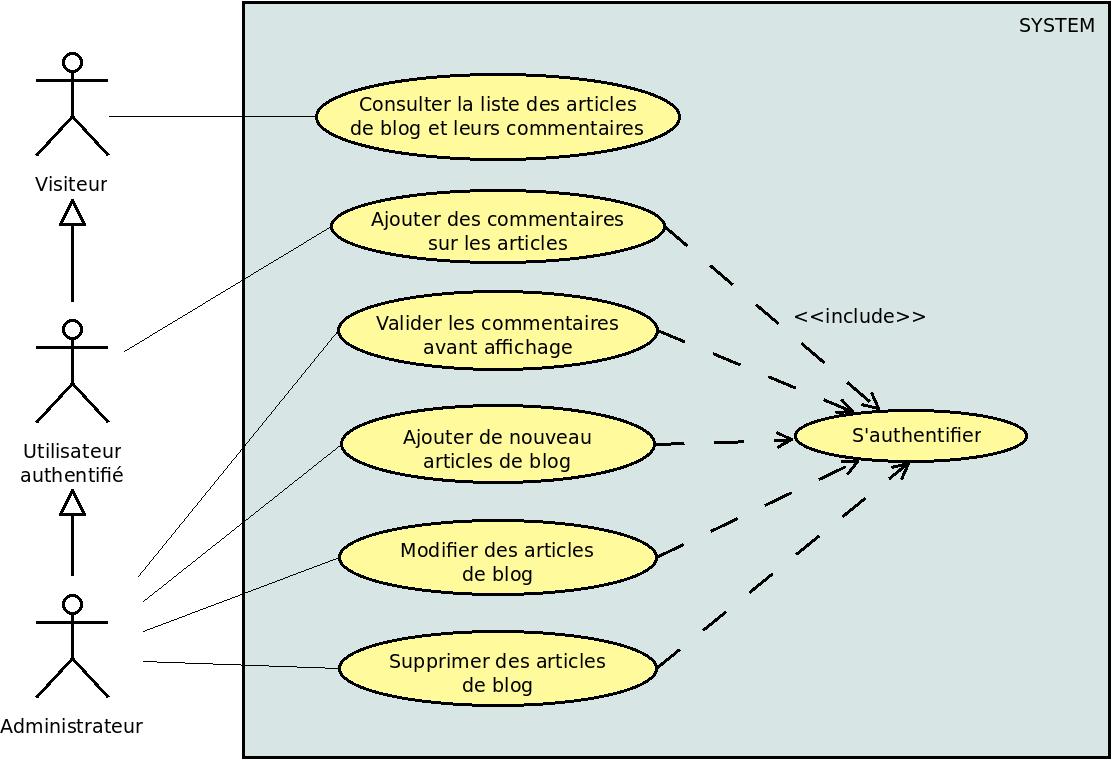 SYSTEM
Consulter la liste des articles
de blog et leurs commentaires
Visiteur
Ajouter des commentaires
sur les articles
<<include>>
Valider les commentaires
avant affichage
Utilisateur
authentifié
Ajouter de nouveau
articles de blog
S'authentifier
Modifier des articles
de blog
Supprimer des articles
de blog
Administrateur